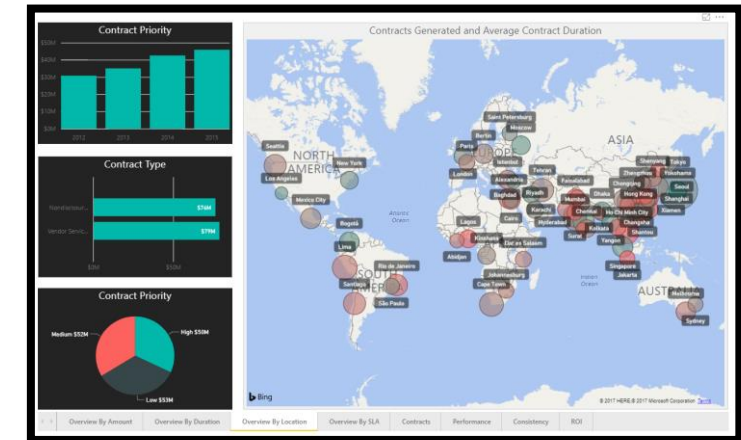 Contract Priority
$50M
$40M
$30M
$20M
$10M
$0M
2012 2013 2014 2015
Contract Type
Nondisclosur...
$76M
Vendor Servic...
$79M
$0M $50M
Contract Priority
Medium $52M
High $50M
Low $53M
Contracts Generated and Average Contract Duration
Saint Petersburg
Moscow
Berlin
Paris
EUROPE
ASIA
Seattle
NORTH
AMERICA
New York
London
Istanbul
Los Angeles
Mexico City
Alexandria
Tehran
Faisalabad
Shenyang
Tokyo
Zhengzhou
Yokohama
Chongqing
Seoul
Baghdad
Riyadh
Mumbai
Dhaka
Hong Kong
Shanghai
Atlantic
Ocean
Cairo
Karachi
Chennai
Ho Chi Minh City
Xiamen
Hyderabad
Kolkata
Changsha
Surat
Shantou
Yangon
Bogotá
Lagos
Kinshasa
Dar es Salaam
Lima
Abidjan
Singapore
Jakarta
Rio de Janeiro
SOUTH
AMERICA
Santiago
São Paulo
Johannesburg
Cape Town
Indian
Ocean
AUSTRALIA
Melbourne
Sydney
Bing
© 2017 HERE, © 2017 Microsoft Corporation Terms
Overview By Amount Overview By Duration Overview By Location Overview By SLA Contracts Performance Consistency ROI